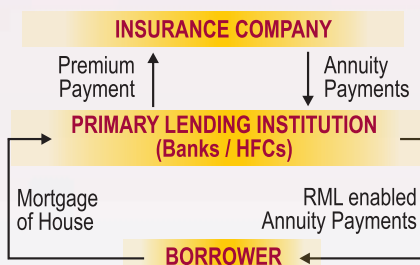 INSURANCE COMPANY
Premium
Payment
Annuity
Payments
PRIMARY LENDING INSTITUTION
(Banks / HFCs)
Mortgage
of House
RML enabled
Annuity Payments
BORROWER